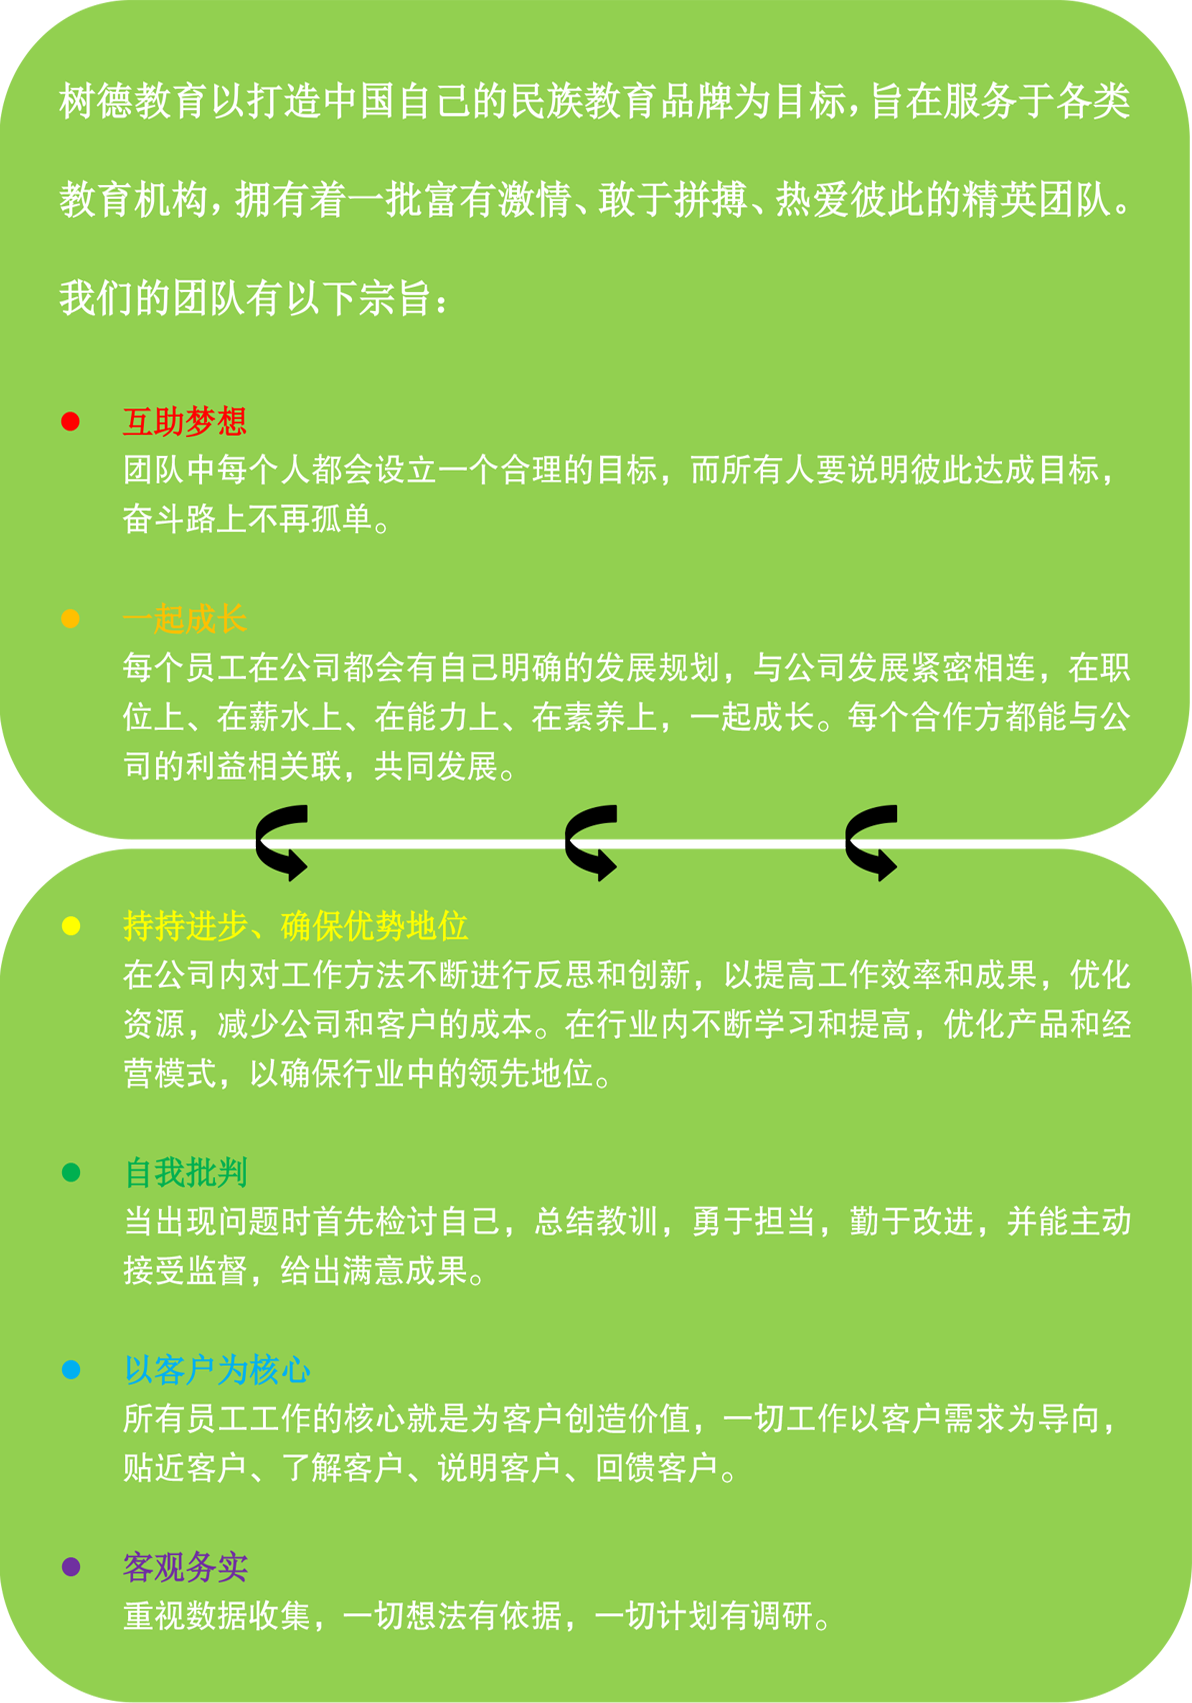 树德教育以打造中国自己的民族教育品牌为目标，旨在服务于各类
教育机构，拥有着一批富有激情、敢于拼搏、热爱彼此的精英团队。
我们的团队有以下宗旨：
● 互助梦想
团队中每个人都会设立一个合理的目标，而所有人要说明彼此达成目标，
奋斗路上不再孤单。
● 一起成长
每个员工在公司都会有自己明确的发展规划，与公司发展紧密相连，在职
位上、在薪水上、在能力上、在素养上，一起成长。每个合作方都能与公
司的利益相关联，共同发展。
● 持持进步、确保优势地位
在公司内对工作方法不断进行反思和创新，以提高工作效率和成果，优化
资源，减少公司和客户的成本。在行业内不断学习和提高，优化产品和经
营模式，以确保行业中的领先地位。
● 自我批判
当出现问题时首先检讨自己，总结教训，勇于担当，勤于改进，并能主动
接受监督，给出满意成果。
● 以客户为核心
所有员工工作的核心就是为客户创造价值，一切工作以客户需求为导向，
贴近客户、了解客户、说明客户、回馈客户。
● 客观务实
重视数据收集，一切想法有依据，一切计划有调研。